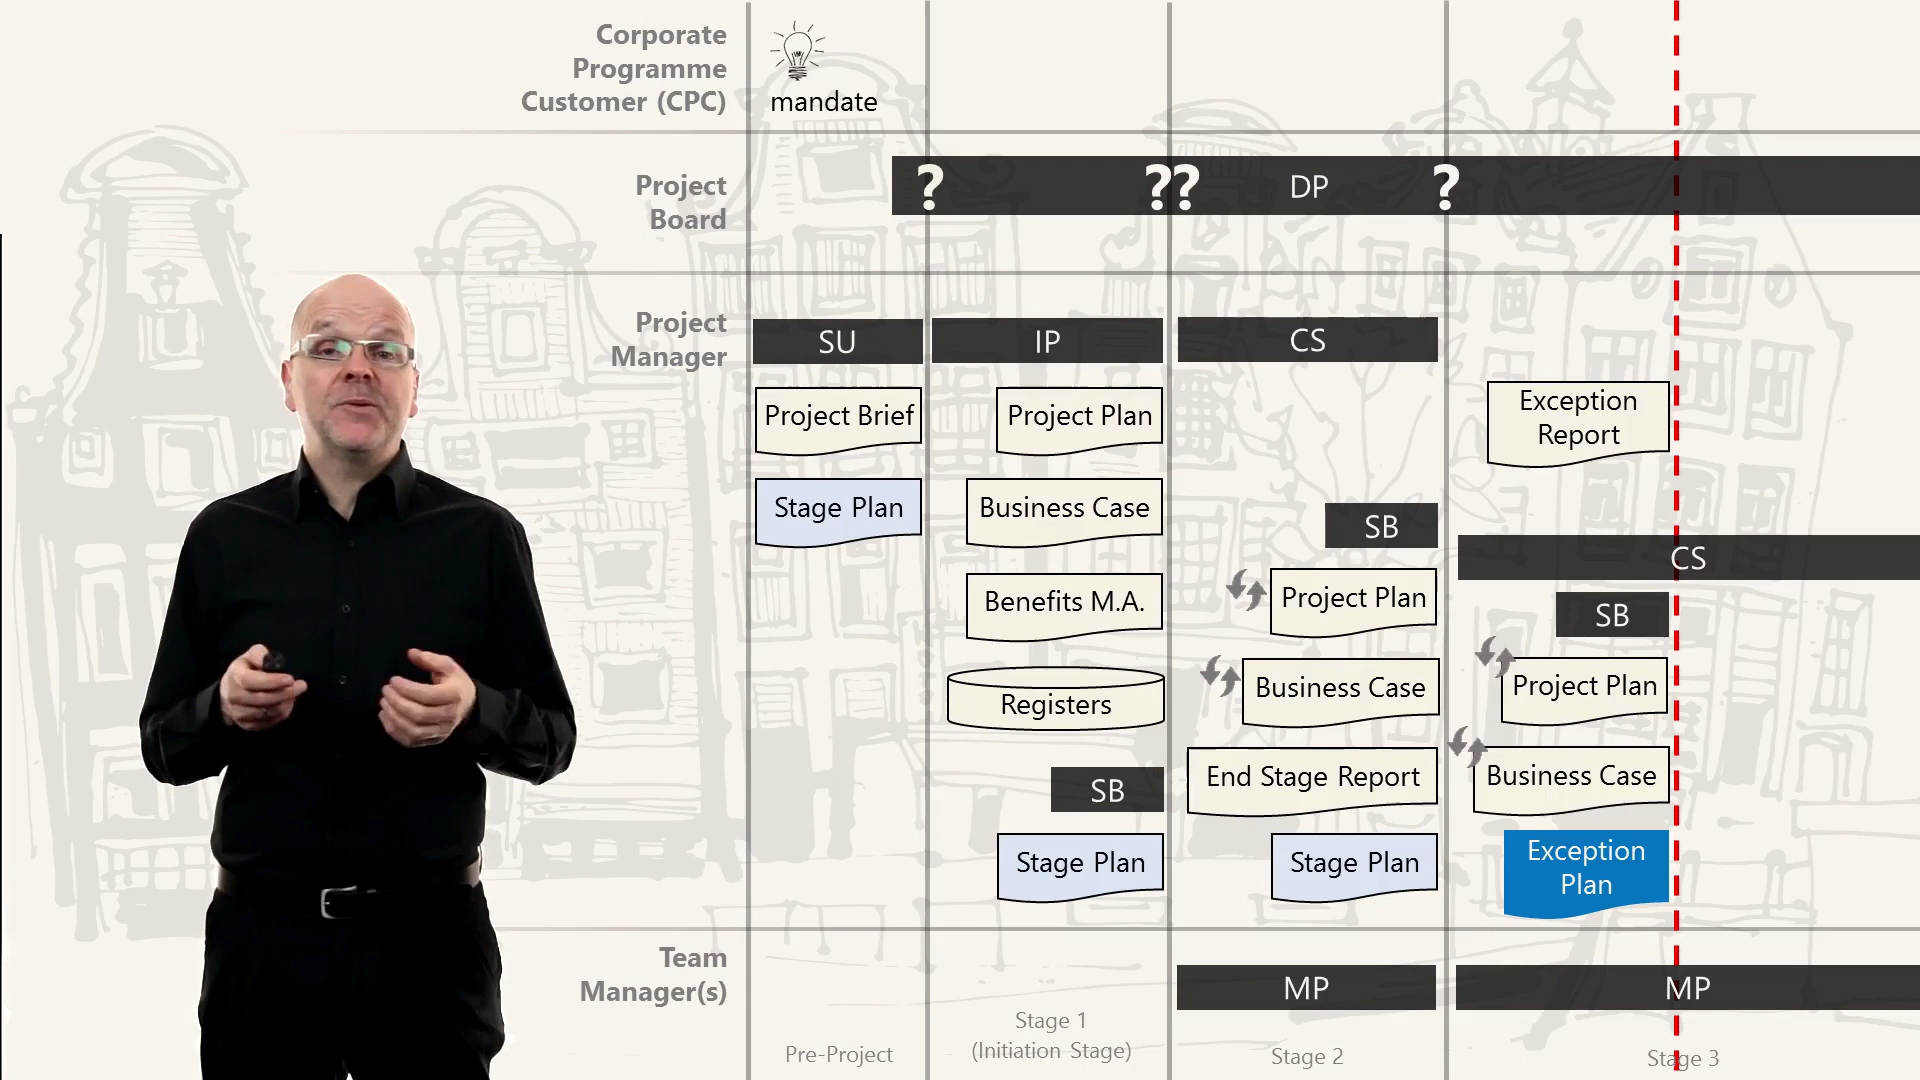 Corporate
Programme
Customer (CPC)
mandate
Project
Board
?
??
DP
?
Project
Manager
SU
IP
CS
Project Brief
Project Plan
Exception
Report
Stage Plan
Business Case
SB
CS
Benefits M.A.
Project Plan
SB
Registers
Business Case
Project Plan
SB
End Stage Report
Business Case
Stage Plan
Stage Plan
Exception
Plan
Team
Manager(s)
MP
MP
Pre-Project
Stage 1
(Initiation Stage)
Stage 2
Stage 3